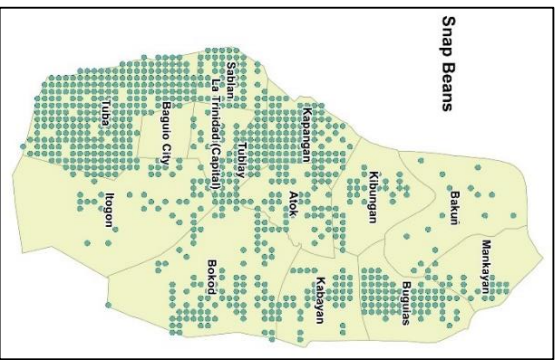 Snap Beans
Bakun
Mankayan
Kibungan
Buguias
Kapangan
Atok
Kabayan
Sablan
Tublay
La Trinidad (Capital)
Bokod
Baguio City
Tuba
Itogon